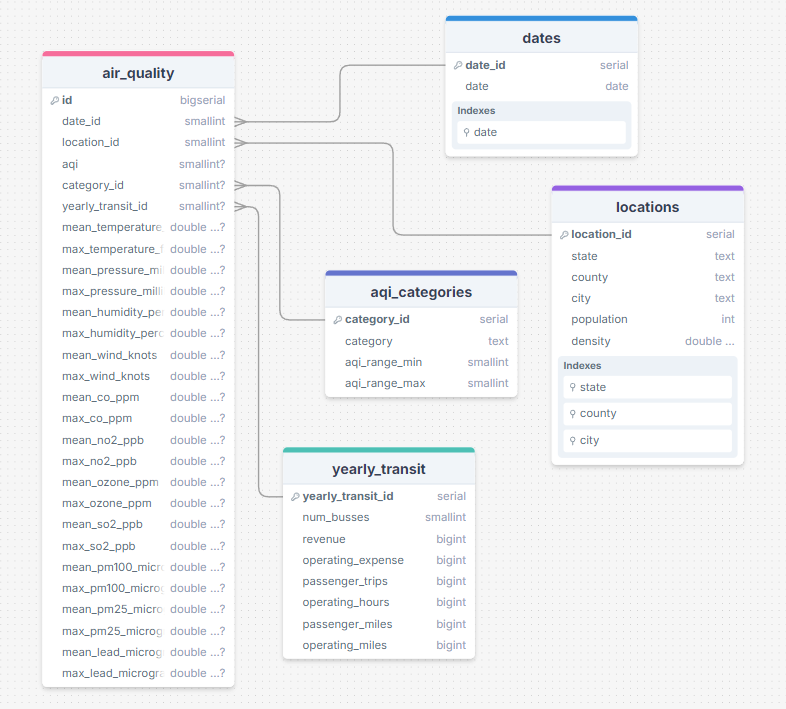 air_quality
id bigserial
date_id smallint
location_id smallint
aqi smallint?
category_id smallint?
yearly_transit_id smallint?
mean_temperature_ double ...?
max_temperature_f double ...?
mean_pressure_mi double ...?
max_pressure_milli double ...?
mean_humidity_pe double ...?
max_humidity_perc double ...?
mean_wind_knots double ...?
max_wind_knots double ...?
mean_co_ppm double ...?
max_co_ppm double ...?
mean_no2_ppb double ...?
max_no2_ppb double ...?
mean_ozone_ppm double ...?
max_ozone_ppm double ...?
mean_so2_ppb double ...?
max_so2_ppb double ...?
mean_pm100_micro double ...?
max_pm100_microg double ...?
mean_pm25_micro double ...?
max_pm25_microg double ...?
mean_lead_microg double ...?
max_lead_microgra double ...?
dates
date_id serial
date date
Indexes
date
locations
location_id serial
state text
county text
city text
population int
density double ...
Indexes
state
county
city
aqi_categories
category_id serial
category text
aqi_range_min smallint
aqi_range_max smallint
yearly_transit
yearly_transit_id serial
num_busses smallint
revenue bigint
operating_expense bigint
passenger_trips bigint
operating_hours bigint
passenger_miles bigint
operating_miles bigint